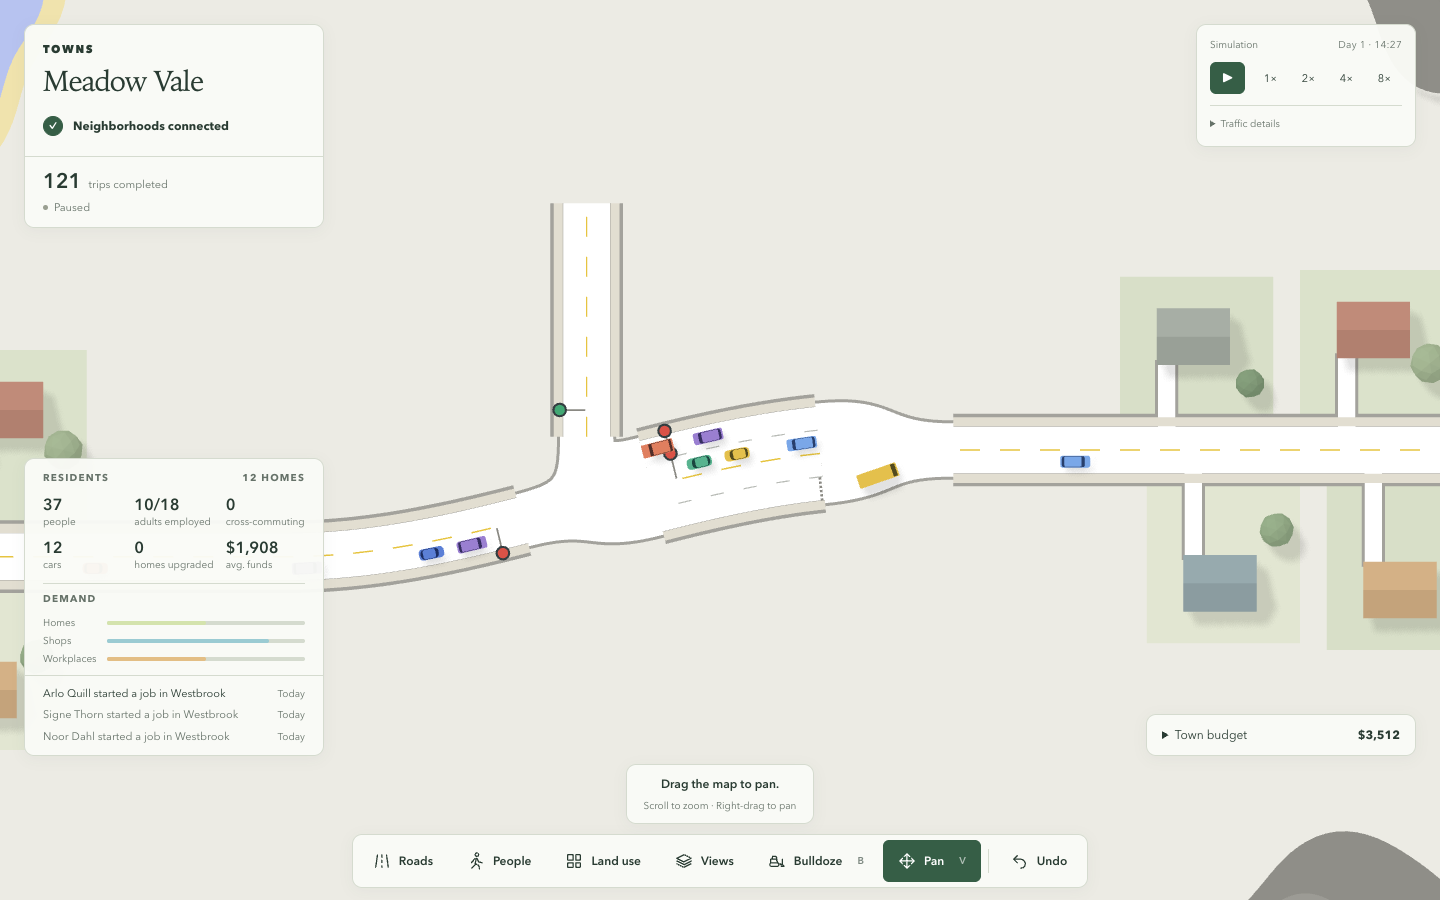 TOWNS
Meadow Vale
Neighborhoods connected
121 trips completed
Paused
Simulation Day 1 · 14:27
1× 2× 4× 8×
Traffic details
RESIDENTS 12 HOMES
37 10/18 0
people adults employed cross-commuting
12 0 $1,908
cars homes upgraded avg. funds
DEMAND
Homes
Shops
Workplaces
Arlo Quill started a job in Westbrook Today
Signe Thorn started a job in Westbrook Today
Noor Dahl started a job in Westbrook Today
Town budget $3,512
Drag the map to pan.
Scroll to zoom · Right-drag to pan
Roads People Land use Views Bulldoze B Pan V Undo